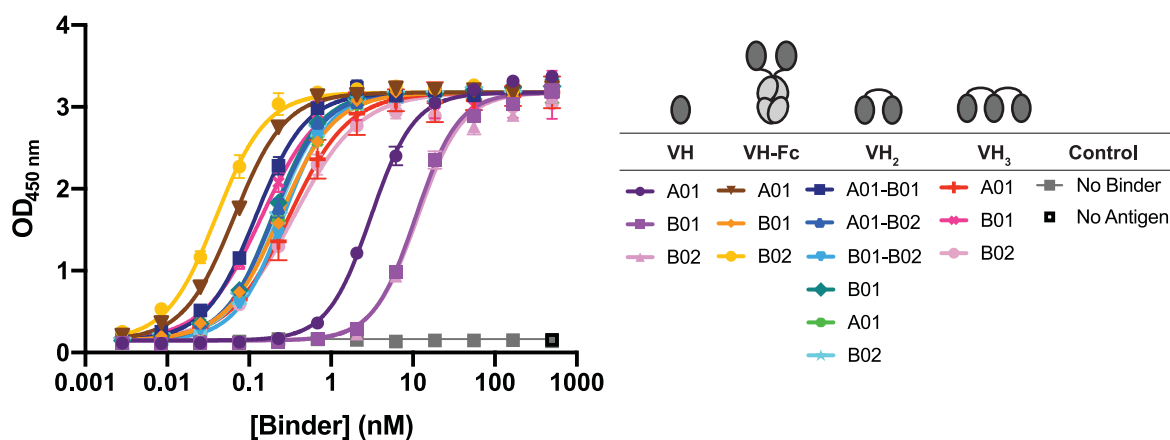 4
3
2
1
0
OD450 nm
0.001 0.01 0.1 1 10 100 1000
[Binder] (nM)
VH VH-Fc VH2 VH3 Control
A01 A01 A01-B01 A01 No Binder
B01 B01 A01-B02 B01 No Antigen
B02 B02 B01-B02 B02
B01
A01
B02